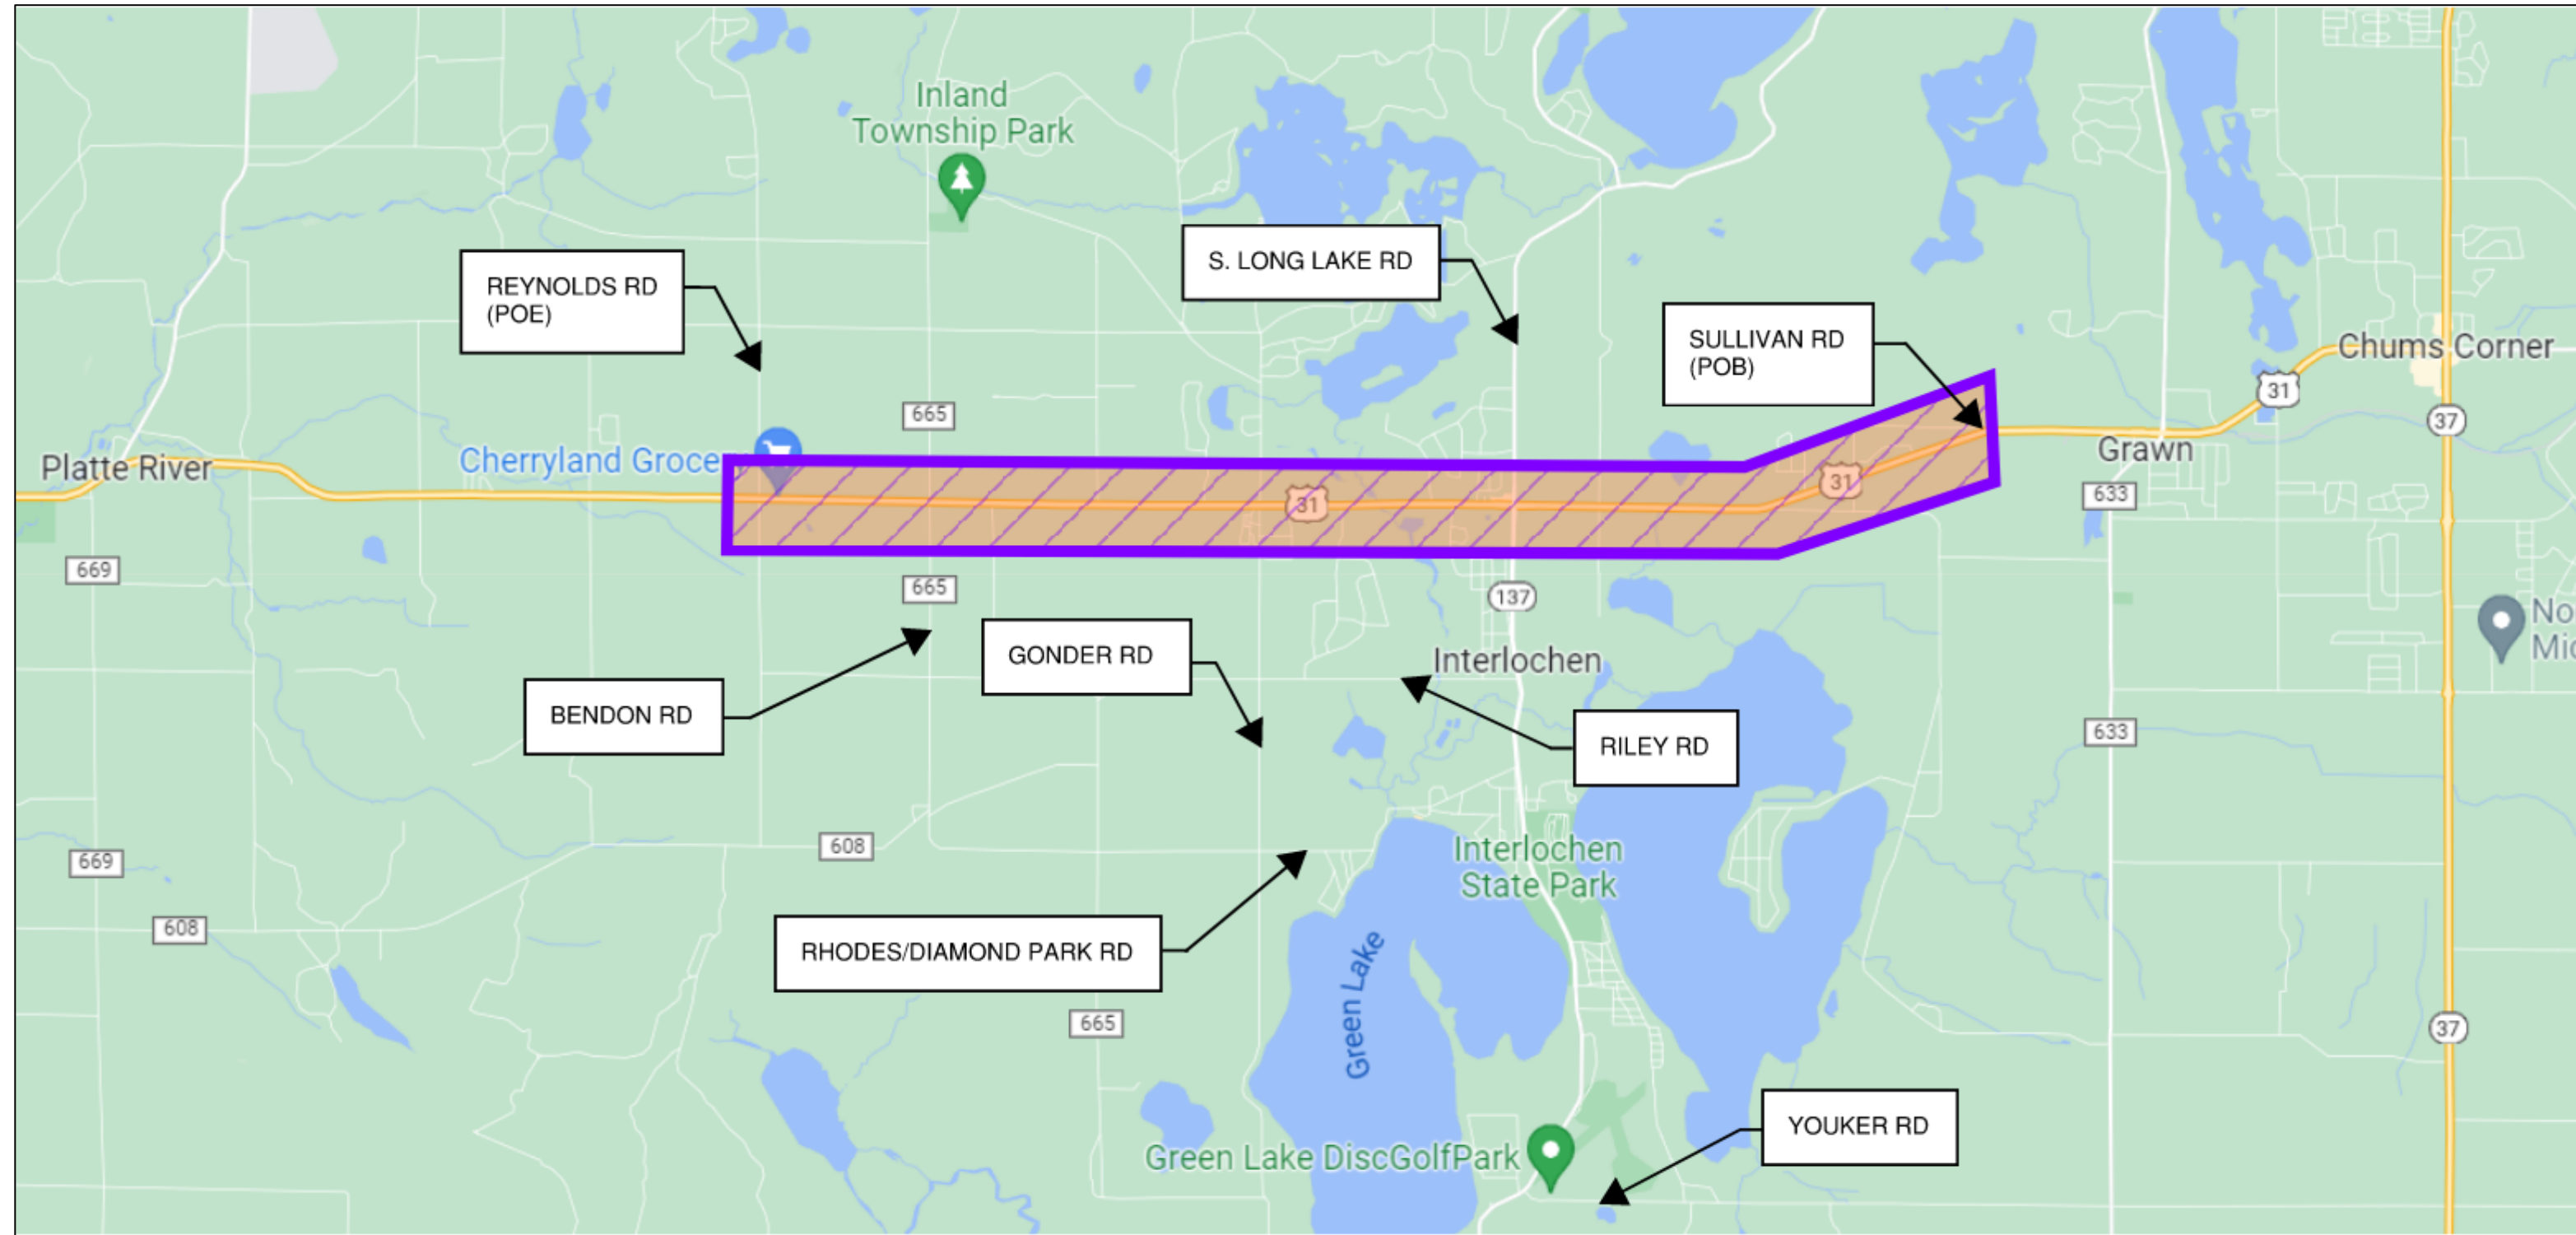 Inland
Township Park
S. LONG LAKE RD
REYNOLDS RD
(POE)
SULLIVAN RD
(POB)
Chums Corner
31
37
665
Grawn
Cherryland Groce
Platte River
31
31
633
669
665
137
No
Mic
GONDER RD
Interlochen
BENDON RD
RILEY RD
633
608
669
Interlochen
State Park
608
RHODES/DIAMOND PARK RD
Green Lake
665
37
YOUKER RD
Green Lake DiscGolfPark